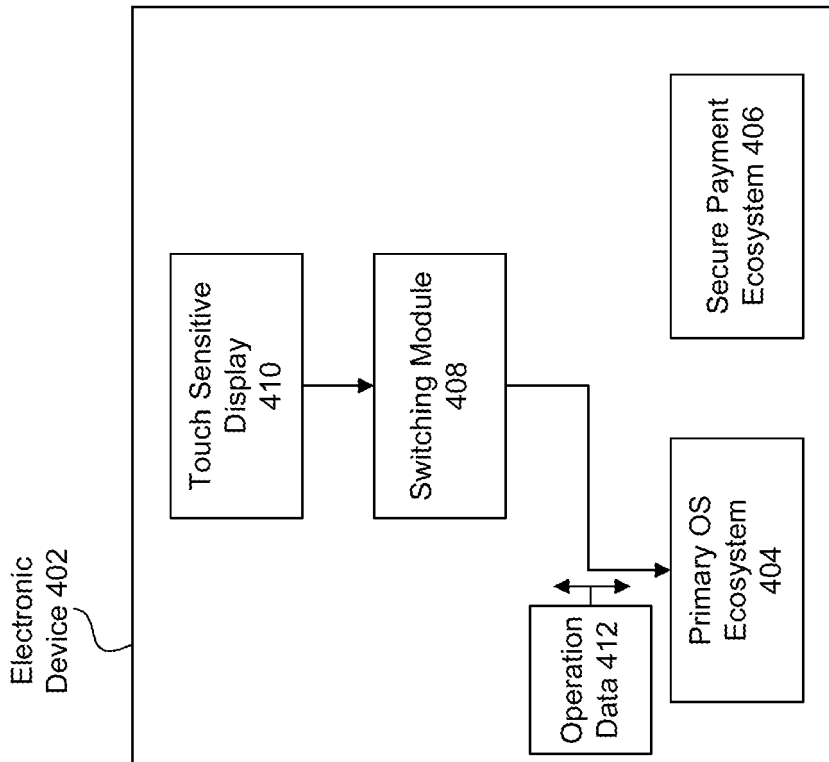 Electronic
Device 402
Touch Sensitive
Display
410
Switching Module
408
Operation
Data 412
Primary OS
Ecosystem
404
Secure Payment
Ecosystem 406